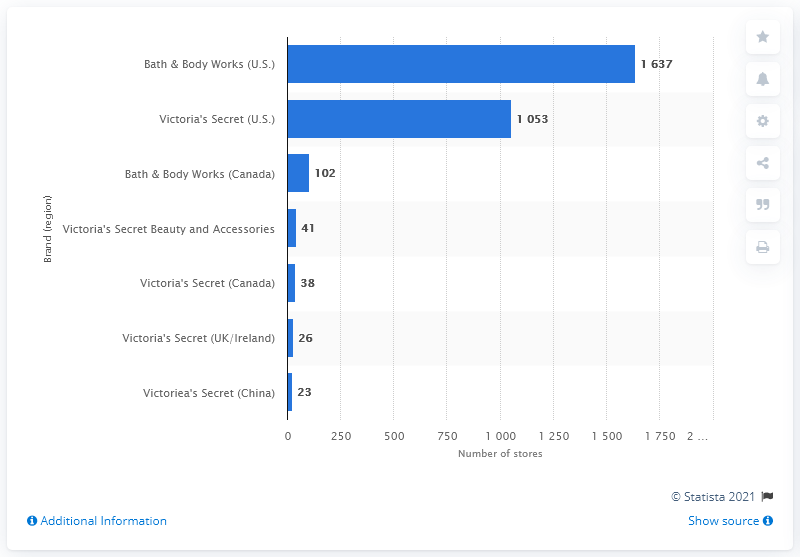 Bath & Body Works (U.S.) 1 637
Victoria's Secret (U.S.) 1 053
Bath & Body Works (Canada) 102
Victoria's Secret Beauty and Accessories 41
Victoria's Secret (Canada) 38
Victoria's Secret (UK/Ireland) 26
Victoriea's Secret (China) 23
Brand (region)
0 250 500 750 1 000 1 250 1 500 1 750 2 ...
Number of stores
© Statista 2021
Additional Information
Show source